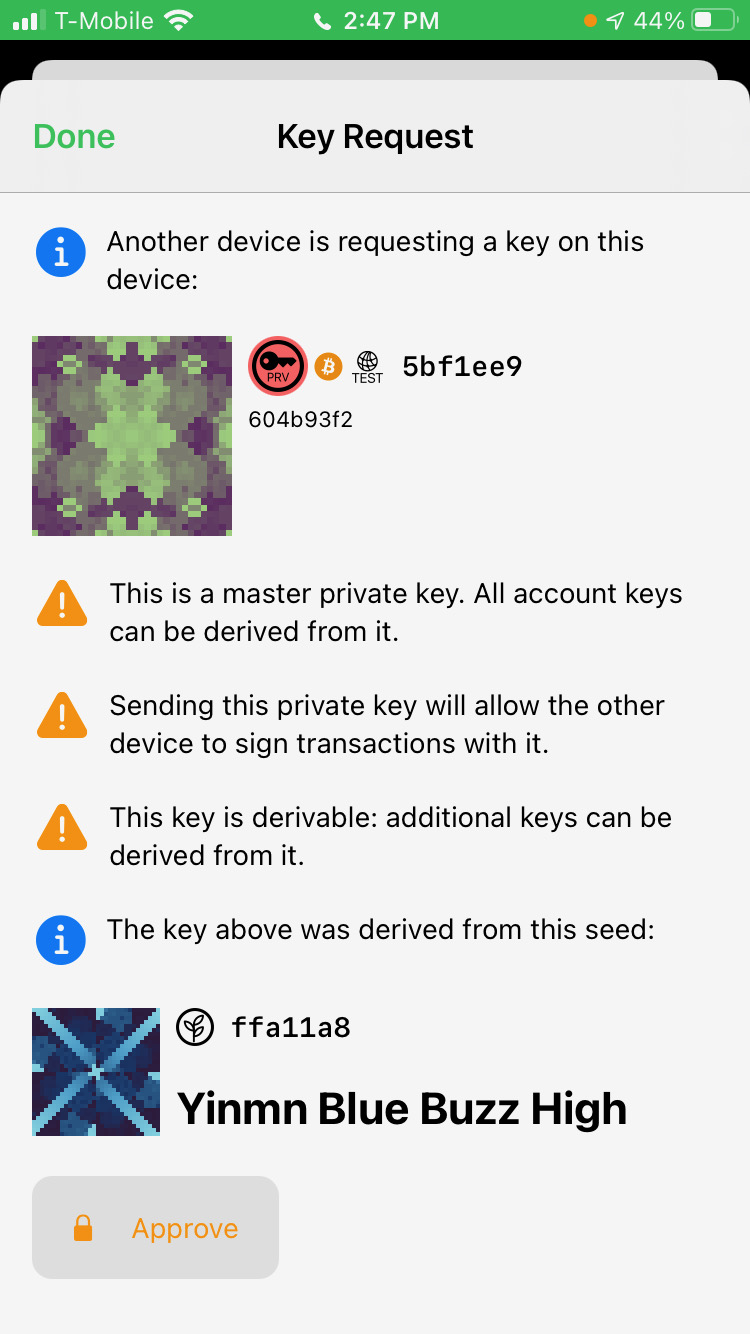 T-Mobile 2:47 PM 44%
Done Key Request
Another device is requesting a key on this
device:
PRV TEST 5bf1ee9
604b93f2
This is a master private key. All account keys
can be derived from it.
Sending this private key will allow the other
device to sign transactions with it.
This key is derivable: additional keys can be
derived from it.
The key above was derived from this seed:
ffa11a8
Yinmn Blue Buzz High
Approve